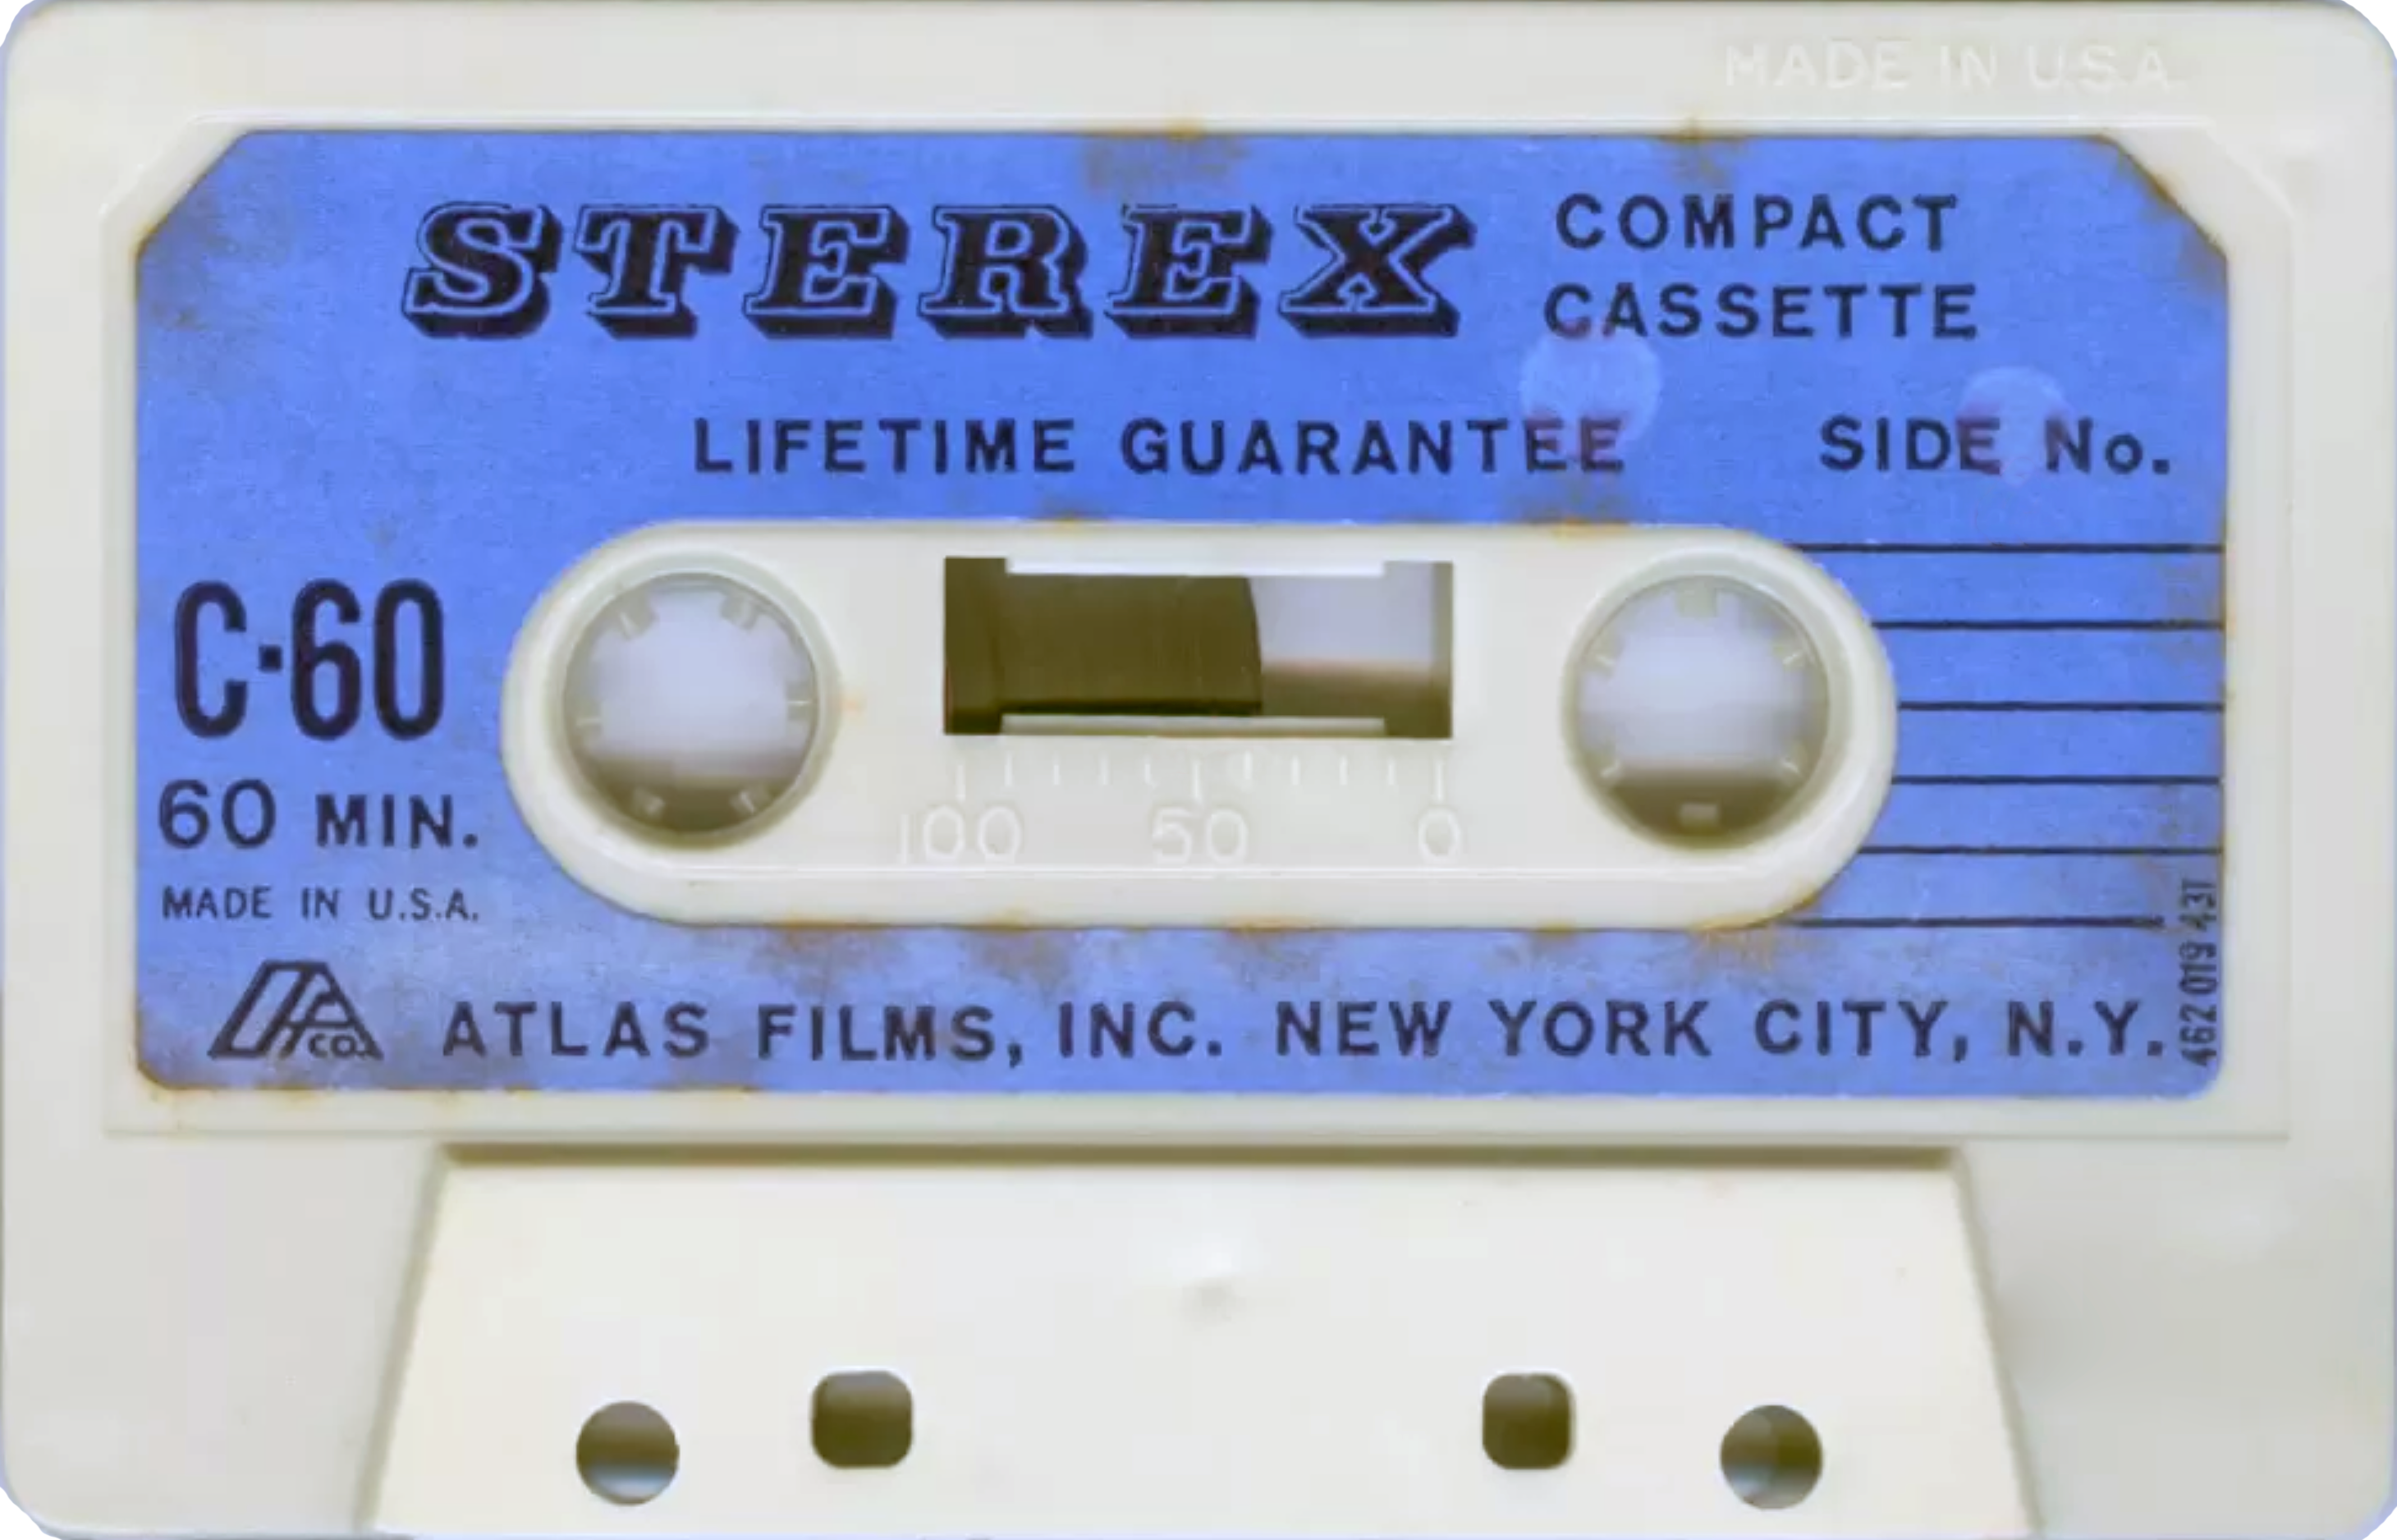 MADE IN U.S.A.
STEREX
COMPACT
CASSETTE
LIFETIME GUARANTEE
SIDE No.
C·60
60 MIN.
MADE IN U.S.A.
100 50 0
CO.
ATLAS FILMS, INC. NEW YORK CITY, N.Y.
462 019 43T